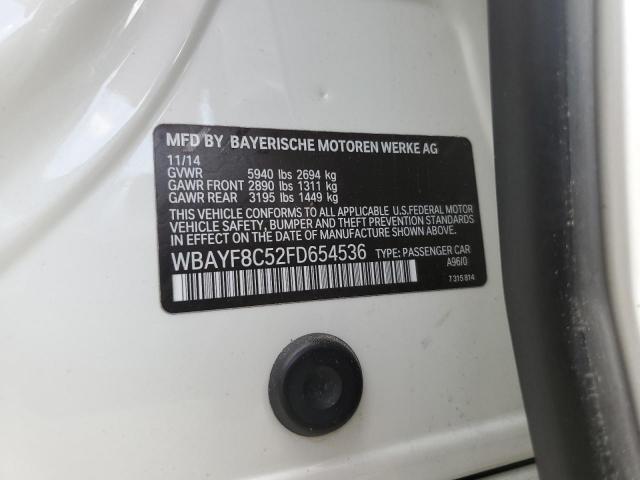 MFD BY BAYERISCHE MOTOREN WERKE AG
11/14
GVWR 5940 lbs 2694 kg
GAWR FRONT 2890 lbs 1311 kg
GAWR REAR 3195 lbs 1449 kg
THIS VEHICLE CONFORMS TO ALL APPLICABLE U.S.FEDERAL MOTOR
VEHICLE SAFETY, BUMPER AND THEFT PREVENTION STANDARDS
IN EFFECT ON THE DATE OF MANUFACTURE SHOWN ABOVE.
WBAYF8C52FD654536 TYPE: PASSENGER CAR
A96/0
7 315 814